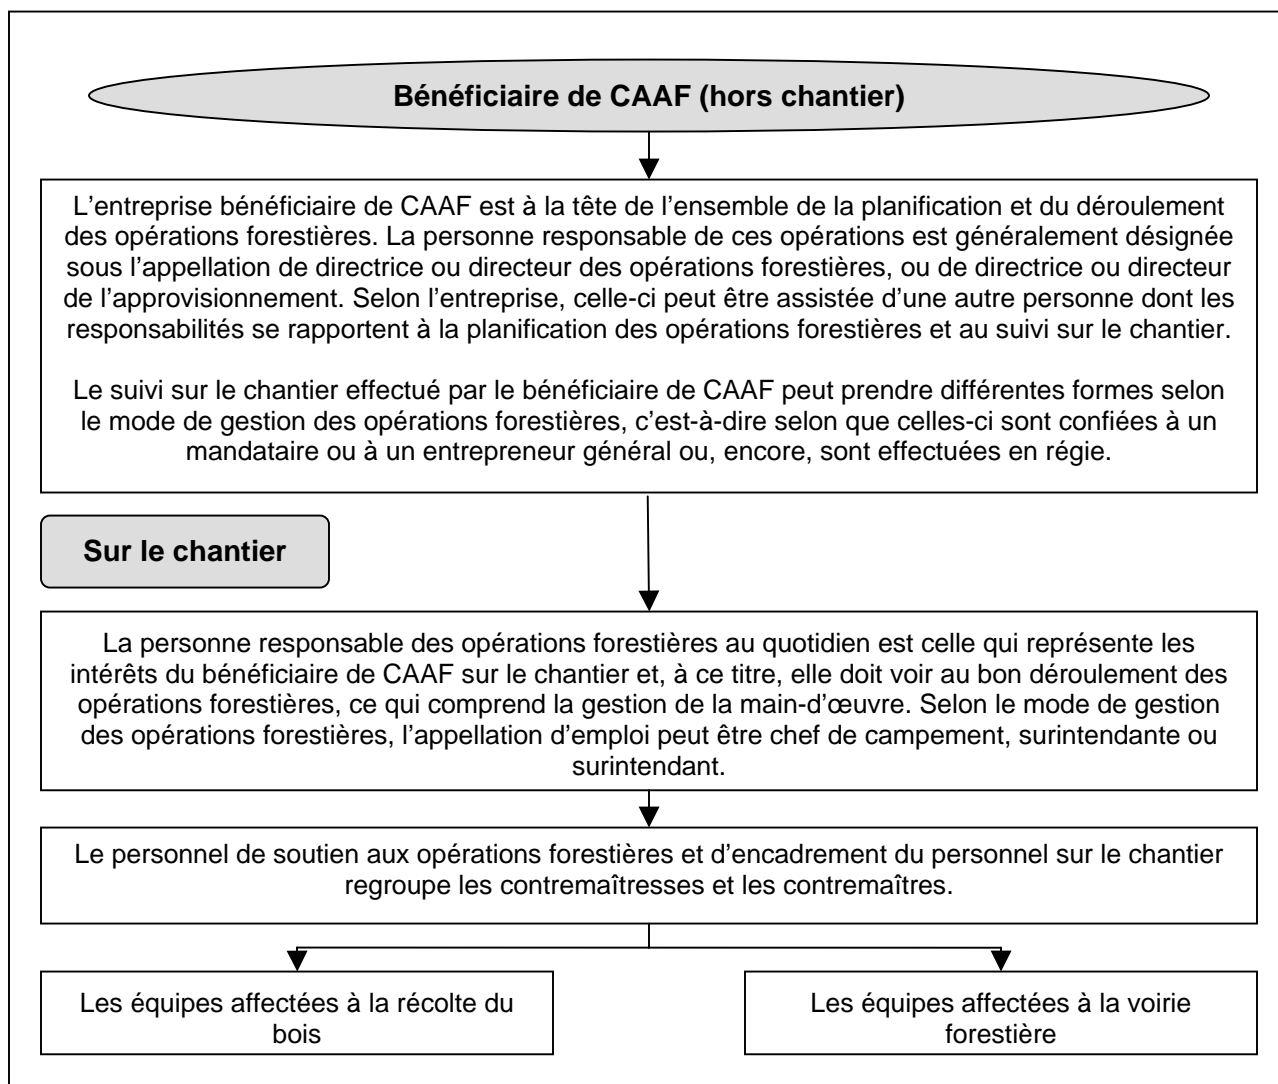 Bénéficiaire de CAAF (hors chantier)
L’entreprise bénéficiaire de CAAF est à la tête de l’ensemble de la planification et du déroulement
des opérations forestières. La personne responsable de ces opérations est généralement désignée
sous l’appellation de directrice ou directeur des opérations forestières, ou de directrice ou directeur
de l’approvisionnement. Selon l’entreprise, celle-ci peut être assistée d’une autre personne dont les
responsabilités se rapportent à la planification des opérations forestières et au suivi sur le chantier.
Le suivi sur le chantier effectué par le bénéficiaire de CAAF peut prendre différentes formes selon
le mode de gestion des opérations forestières, c’est-à-dire selon que celles-ci sont confiées à un
mandataire ou à un entrepreneur général ou, encore, sont effectuées en régie.
Sur le chantier
La personne responsable des opérations forestières au quotidien est celle qui représente les
intérêts du bénéficiaire de CAAF sur le chantier et, à ce titre, elle doit voir au bon déroulement des
opérations forestières, ce qui comprend la gestion de la main-d’œuvre. Selon le mode de gestion
des opérations forestières, l’appellation d’emploi peut être chef de campement, surintendante ou
surintendant.
Le personnel de soutien aux opérations forestières et d’encadrement du personnel sur le chantier
regroupe les contremaîtresses et les contremaîtres.
Les équipes affectées à la récolte du
bois
Les équipes affectées à la voirie
forestière